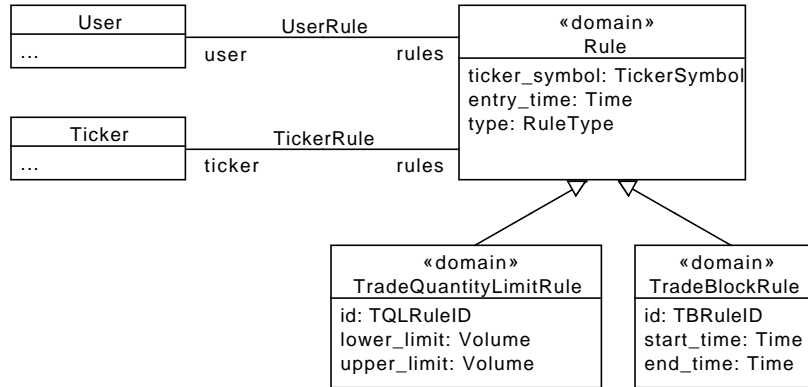 User
...
UserRule
user
rules
Ticker
...
TickerRule
ticker
rules
«domain»
Rule
ticker_symbol: TickerSymbol
entry_time: Time
type: RuleType
«domain»
TradeQuantityLimitRule
id: TQLRuleID
lower_limit: Volume
upper_limit: Volume
«domain»
TradeBlockRule
id: TBRuleID
start_time: Time
end_time: Time